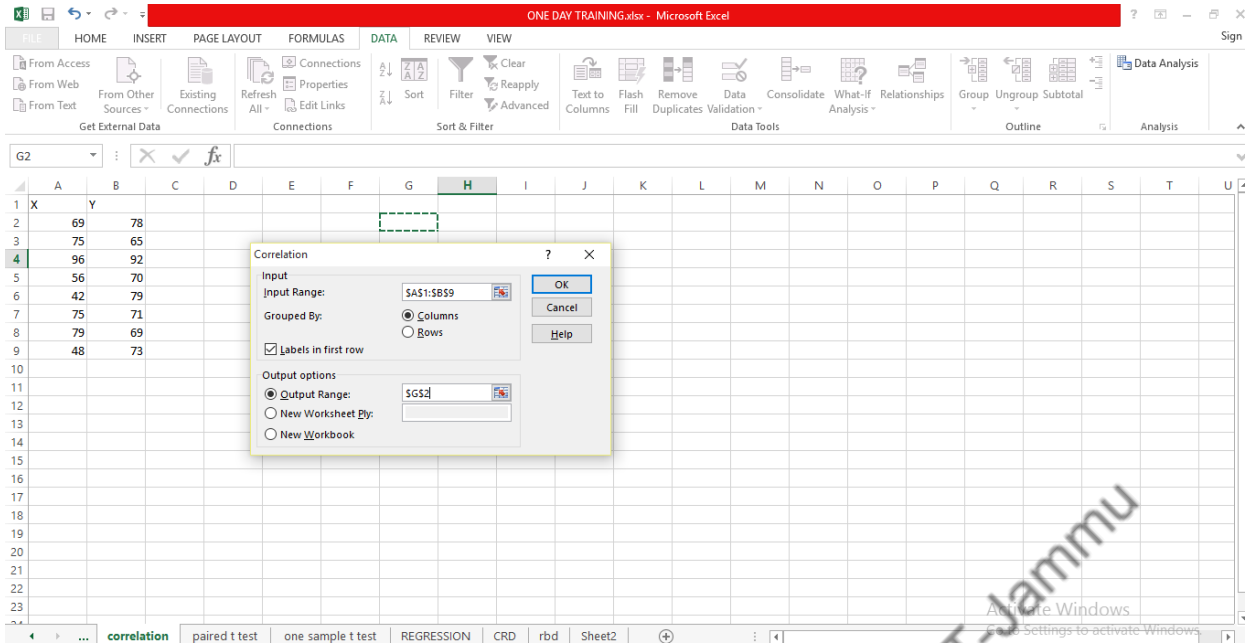 ONE DAY TRAINING.xlsx - Microsoft Excel
FILE HOME INSERT PAGE LAYOUT FORMULAS DATA REVIEW VIEW Sign
From Access
From Web
From Text
From Other Sources
Existing Connections
Get External Data
Refresh All
Connections
Properties
Edit Links
Connections
Sort
Filter
Clear
Reapply
Advanced
Sort & Filter
Text to Columns
Flash Fill
Remove Duplicates
Data Validation
Consolidate
What-If Analysis
Relationships
Data Tools
Group
Ungroup
Subtotal
Outline
Data Analysis
Analysis
G2 fx
A B C D E F G H I J K L M N O P Q R S T U
1 X Y
2 69 78
3 75 65
4 96 92
5 56 70
6 42 79
7 75 71
8 79 69
9 48 73
10
11
12
13
14
15
16
17
18
19
20
21
22
23
24
Correlation ?
Input
Input Range: $A$1:$B$9
Grouped By: Columns
Rows
Labels in first row
Output options
Output Range: $G$2
New Worksheet Ply:
New Workbook
OK
Cancel
Help
T-Jammu
Activate Windows
Go to Settings to activate Windows.
... correlation paired t test one sample t test REGRESSION CRD rbd Sheet2